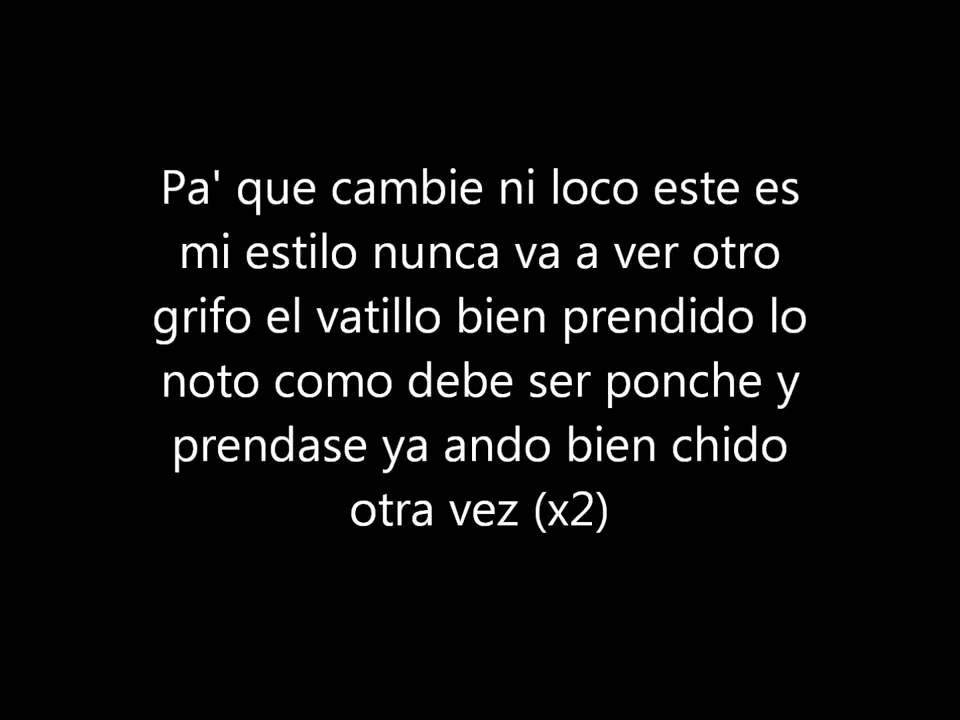 Pa' que cambie ni loco este es
mi estilo nunca va a ver otro
grifo el vatillo bien prendido lo
noto como debe ser ponche y
prendase ya ando bien chido
otra vez (x2)